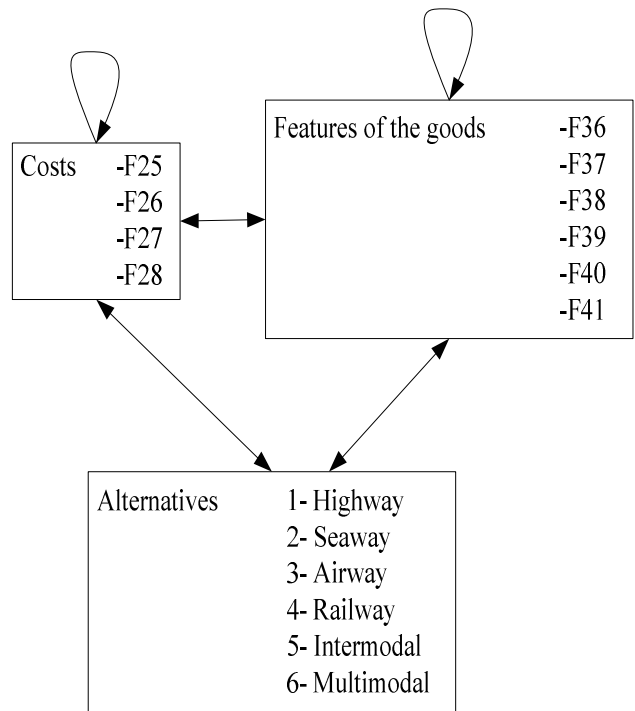 Costs -F25
-F26
-F27
-F28
Features of the goods -F36
-F37
-F38
-F39
-F40
-F41
Alternatives 1- Highway
2- Seaway
3- Airway
4- Railway
5- Intermodal
6- Multimodal